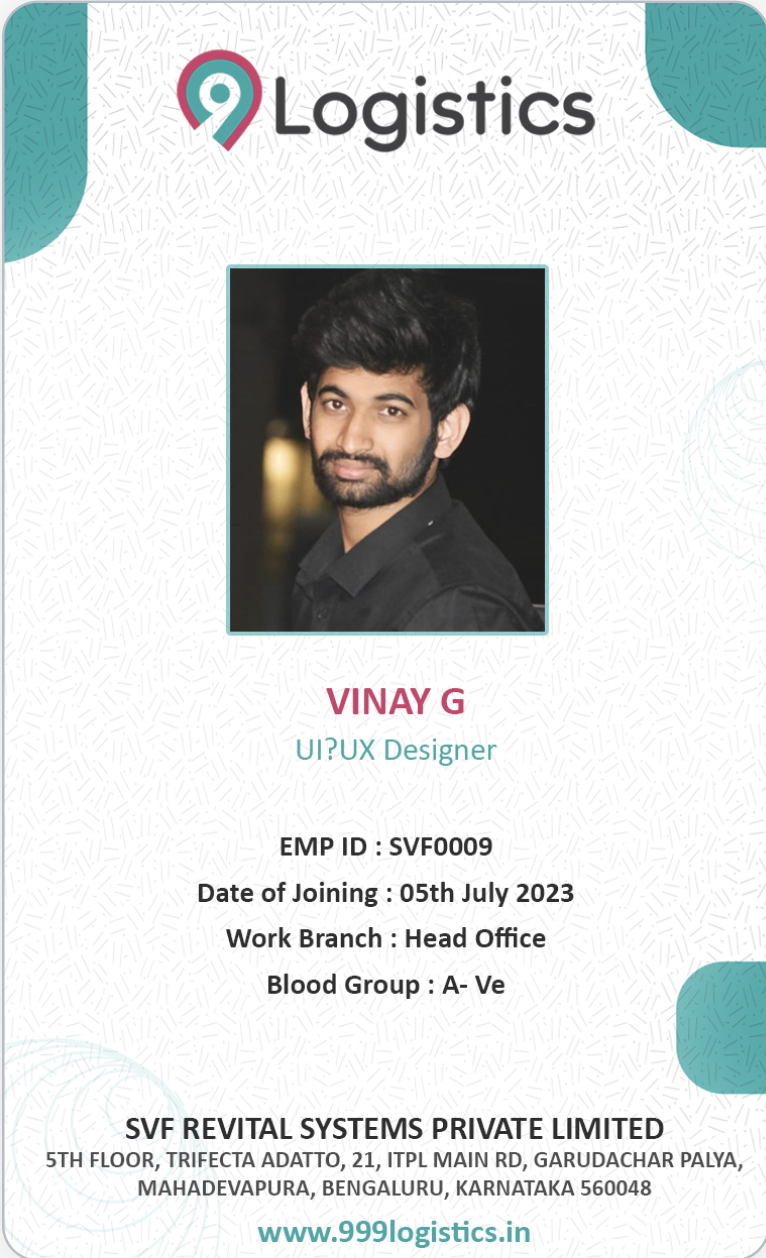 9 Logistics
VINAY G
UI?UX Designer
EMP ID : SVF0009
Date of Joining : 05th July 2023
Work Branch : Head Office
Blood Group : A- Ve
SVF REVITAL SYSTEMS PRIVATE LIMITED
5TH FLOOR, TRIFECTA ADATTO, 21, ITPL MAIN RD, GARUDACHAR PALYA,
MAHADEVAPURA, BENGALURU, KARNATAKA 560048
www.999logistics.in